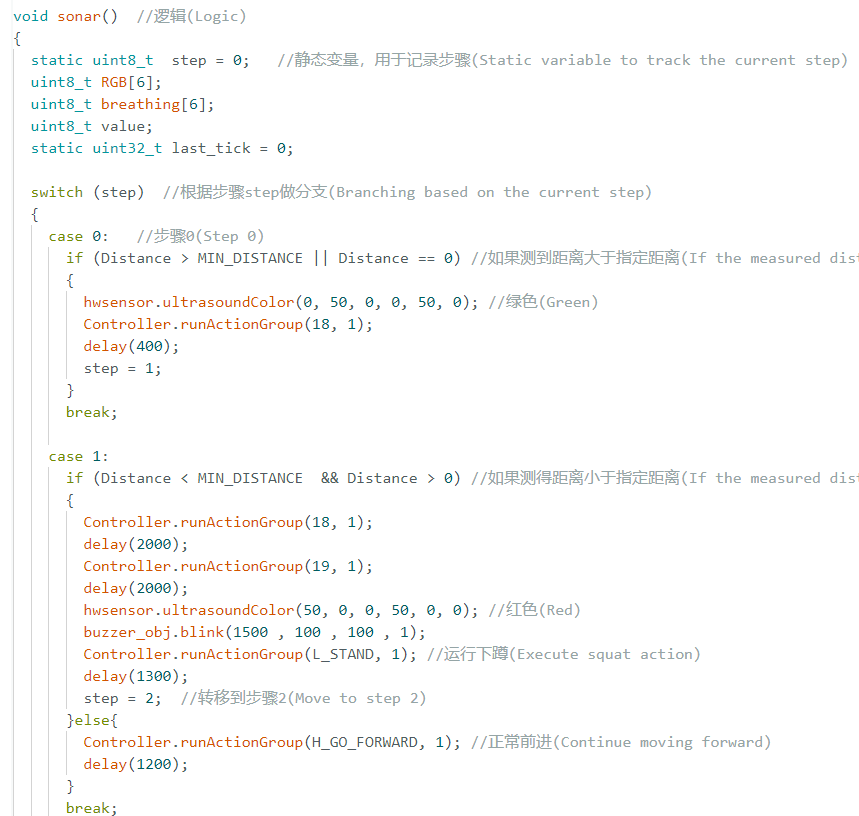 void sonar()  //逻辑(Logic)
{
  static uint8_t  step = 0;   //静态变量，用于记录步骤(Static variable to track the current step)
  uint8_t RGB[6];
  uint8_t breathing[6];
  uint8_t value;
  static uint32_t last_tick = 0;

  switch (step)  //根据步骤step做分支(Branching based on the current step)
  {
    case 0:   //步骤0(Step 0)
      if (Distance > MIN_DISTANCE || Distance == 0) //如果测到距离大于指定距离(If the measured dis
      {
        hwsensor.ultrasoundColor(0, 50, 0, 0, 50, 0); //绿色(Green)
        Controller.runActionGroup(18, 1);
        delay(400);
        step = 1;
      }
      break;

    case 1:
      if (Distance < MIN_DISTANCE  && Distance > 0) //如果测得距离小于指定距离(If the measured dis
      {
        Controller.runActionGroup(18, 1);
        delay(2000);
        Controller.runActionGroup(19, 1);
        delay(2000);
        hwsensor.ultrasoundColor(50, 0, 0, 50, 0, 0); //红色(Red)
        buzzer_obj.blink(1500 , 100 , 100 , 1);
        Controller.runActionGroup(L_STAND, 1); //运行下蹲(Execute squat action)
        delay(1300);
        step = 2;  //转移到步骤2(Move to step 2)
      }else{
        Controller.runActionGroup(H_GO_FORWARD, 1); //正常前进(Continue moving forward)
        delay(1200);
      }
      break;